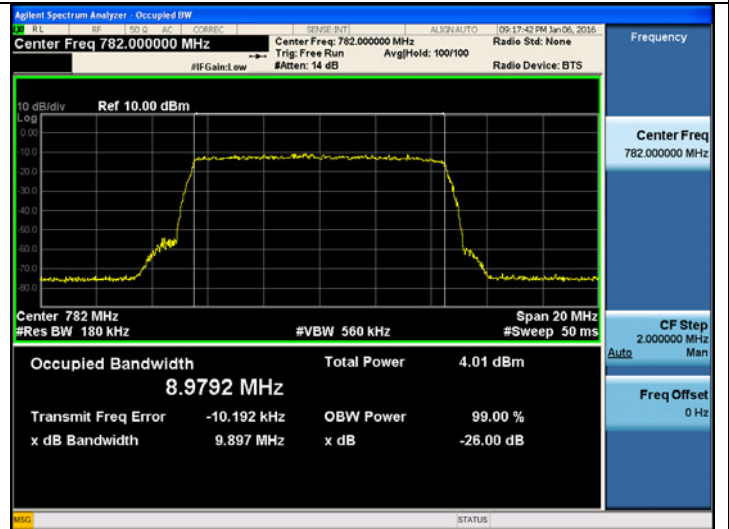 Agilent Spectrum Analyzer - Occupied BW
RL RF 50 Ω AC CORREC SENSE:INT ALIGNAUTO 09:17:42 PM Jan 06, 2016
Center Freq 782.000000 MHz
Center Freq: 782.000000 MHz
Radio Std: None
Trig: Free Run Avg|Hold: 100/100
#IFGain:Low
#Atten: 14 dB
Radio Device: BTS
Frequency
10 dB/div Ref 10.00 dBm
Log
0.00
-10.0
-20.0
-30.0
-40.0
-50.0
-60.0
-70.0
-80.0
Center 782 MHz
Span 20 MHz
#Res BW 180 kHz
#VBW 560 kHz
#Sweep 50 ms
Center Freq
782.000000 MHz
CF Step
2.000000 MHz
Auto Man
Freq Offset
0 Hz
Occupied Bandwidth
8.9792 MHz
Total Power 4.01 dBm
Transmit Freq Error -10.192 kHz OBW Power 99.00 %
x dB Bandwidth 9.897 MHz x dB -26.00 dB
MSG
STATUS